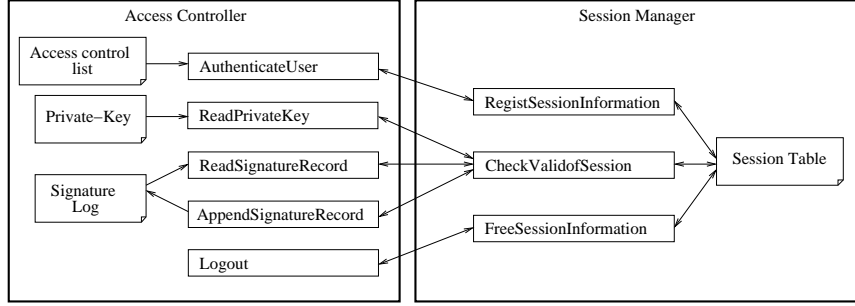 Access Controller
Session Manager
Access control
list
AuthenticateUser
RegistSessionInformation
Private-Key
ReadPrivateKey
ReadSignatureRecord
CheckValidofSession
Session Table
Signature
Log
AppendSignatureRecord
FreeSessionInformation
Logout